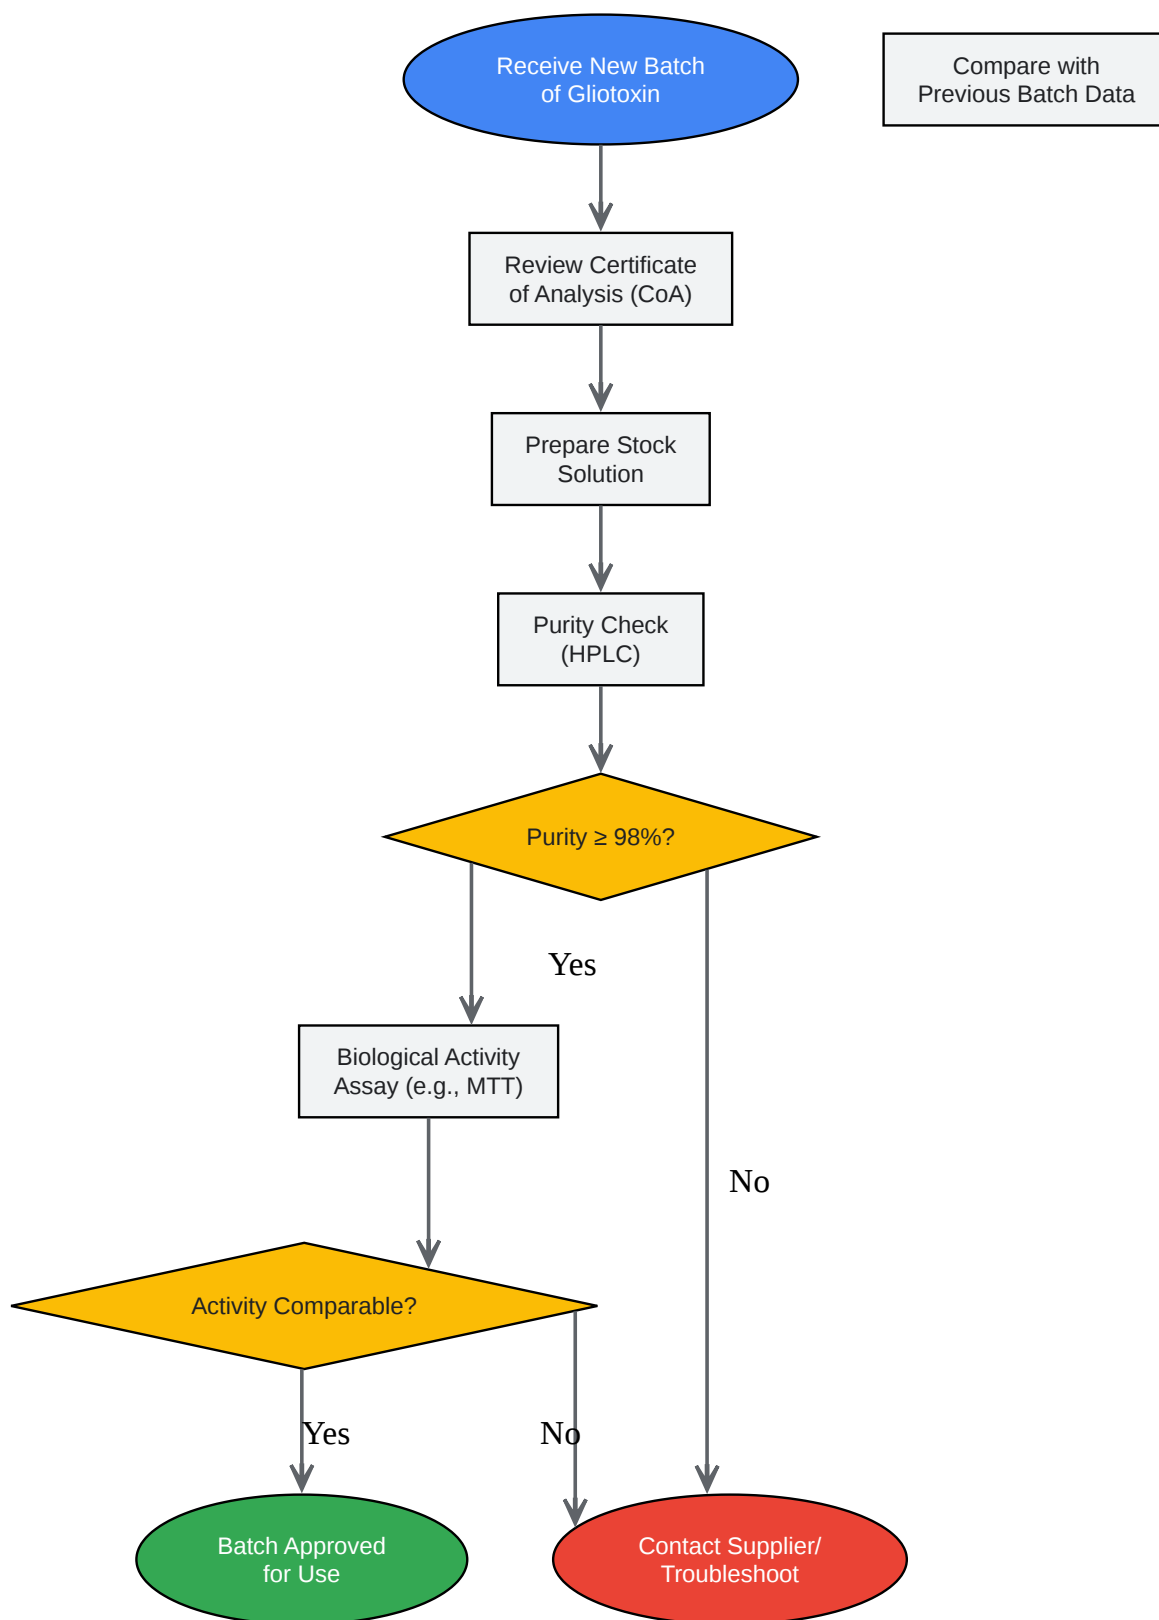 Receive New Batch
of Gliotoxin
Compare with
Previous Batch Data
Review Certificate
of Analysis (CoA)
Prepare Stock
Solution
Purity Check
(HPLC)
Purity ≥ 98%?
Yes
Biological Activity
Assay (e.g., MTT)
No
Activity Comparable?
Yes
No
Batch Approved
for Use
Contact Supplier/
Troubleshoot